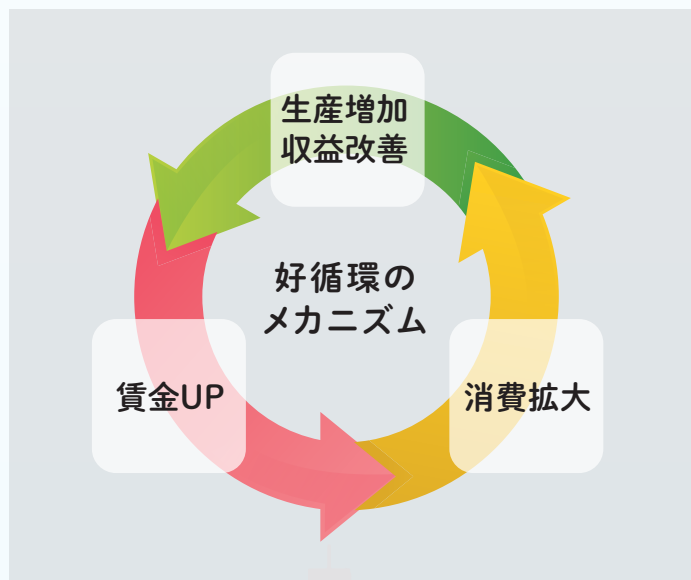 生産増加
収益改善
好循環の
メカニズム
賃金UP
消費拡大